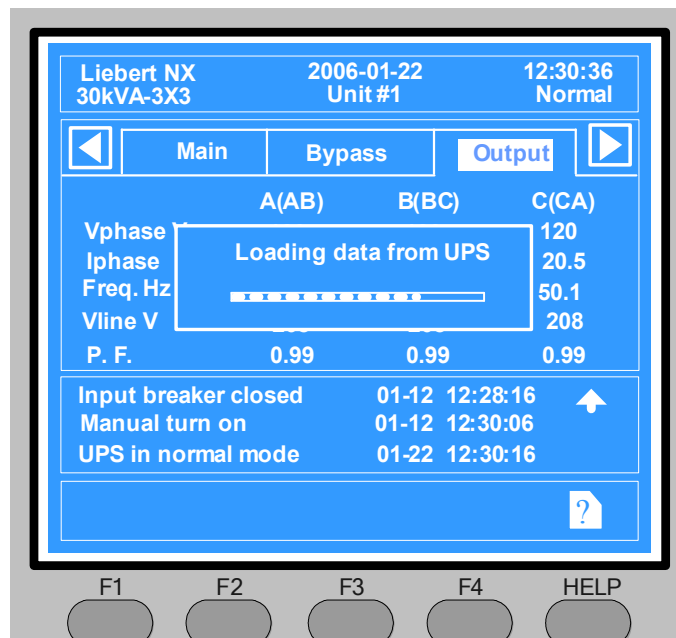 Liebert NX 2006-01-22 12:30:36
30kVA-3X3 Unit #1 Normal
Main Bypass Output
A(AB) B(BC) C(CA)
Vphase 120
Loading data from UPS
Iphase 20.5
Freq. Hz 50.1
Vline V 208
P. F. 0.99 0.99 0.99
Input breaker closed 01-12 12:28:16
Manual turn on 01-12 12:30:06
UPS in normal mode 01-22 12:30:16
?
F1 F2 F3 F4 HELP